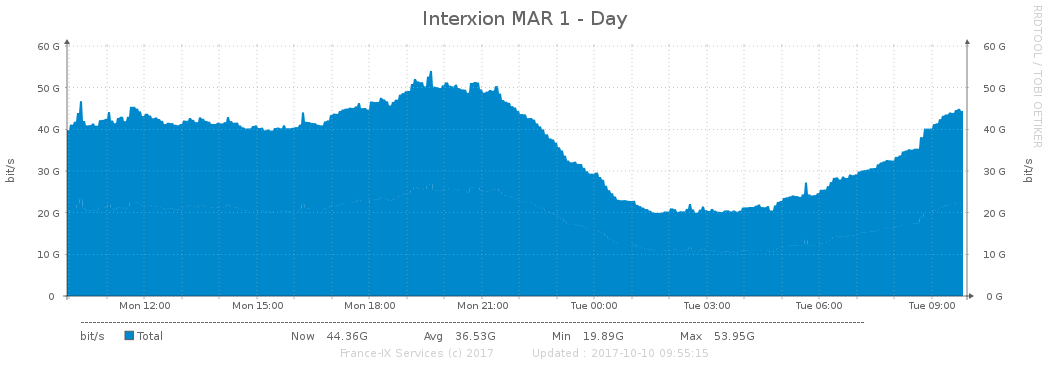 Interxion MAR 1 - Day
RRDTOOL / TOBI OETIKER
60 G 60 G
50 G 50 G
40 G 40 G
30 G 30 G
20 G 20 G
10 G 10 G
0 0 G
bit/s bit/s
Mon 12:00 Mon 15:00 Mon 18:00 Mon 21:00 Tue 00:00 Tue 03:00 Tue 06:00 Tue 09:00
bit/s Total Now 44.36G Avg 36.53G Min 19.89G Max 53.95G
France-IX Services (c) 2017 Updated : 2017-10-10 09:55:15